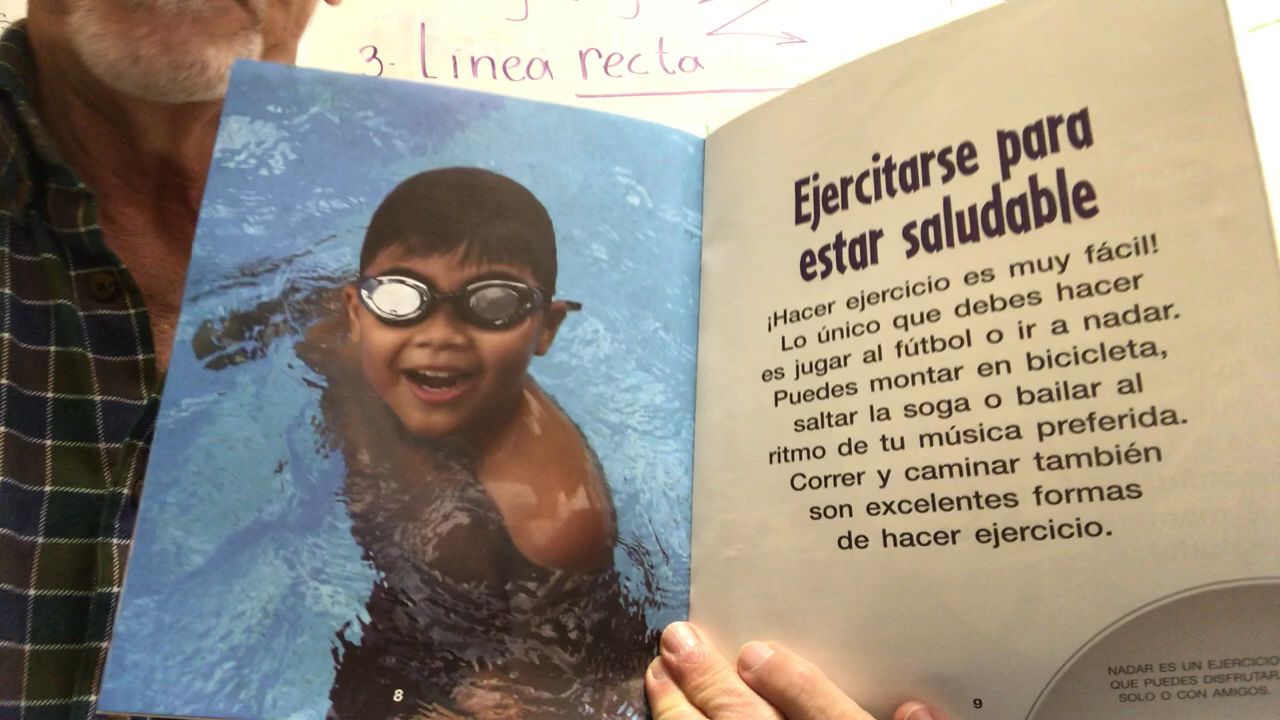 3. Linea recta
8
Ejercitarse para
estar saludable
¡Hacer ejercicio es muy fácil!
Lo único que debes hacer
es jugar al fútbol o ir a nadar.
Puedes montar en bicicleta,
saltar la soga o bailar al
ritmo de tu música preferida.
Correr y caminar también
son excelentes formas
de hacer ejercicio.
NADAR ES UN EJERCICIO
QUE PUEDES DISFRUTAR
SOLO O CON AMIGOS.
9